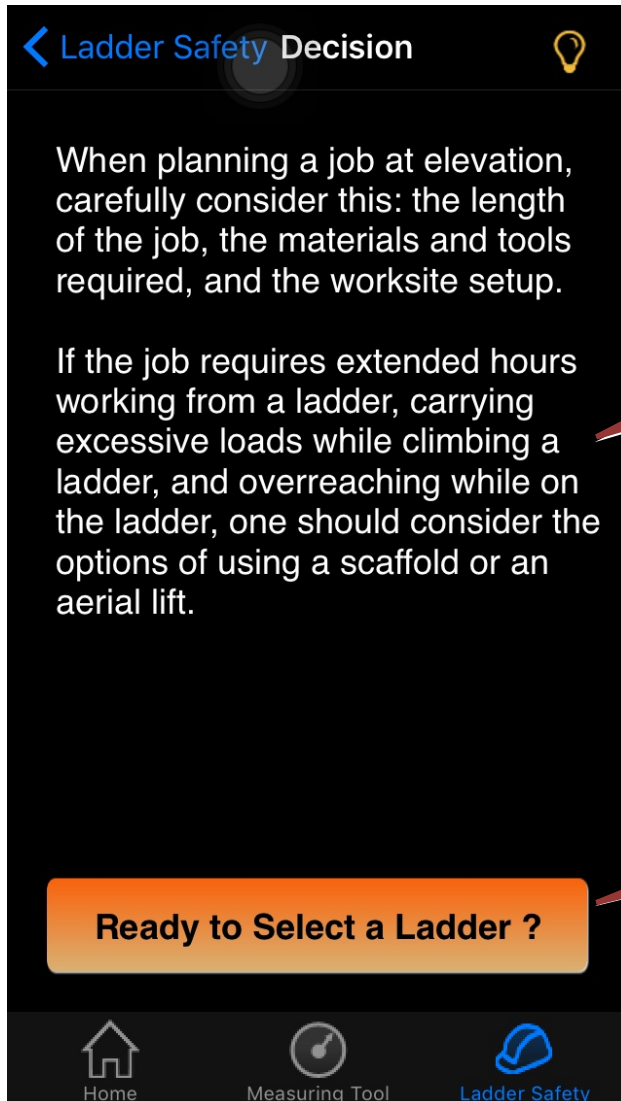 Ladder Safety Decision
When planning a job at elevation,
carefully consider this: the length
of the job, the materials and tools
required, and the worksite setup.
If the job requires extended hours
working from a ladder, carrying
excessive loads while climbing a
ladder, and overreaching while on
the ladder, one should consider the
options of using a scaffold or an
aerial lift.
Ready to Select a Ladder ?
Home Measuring Tool Ladder Safety